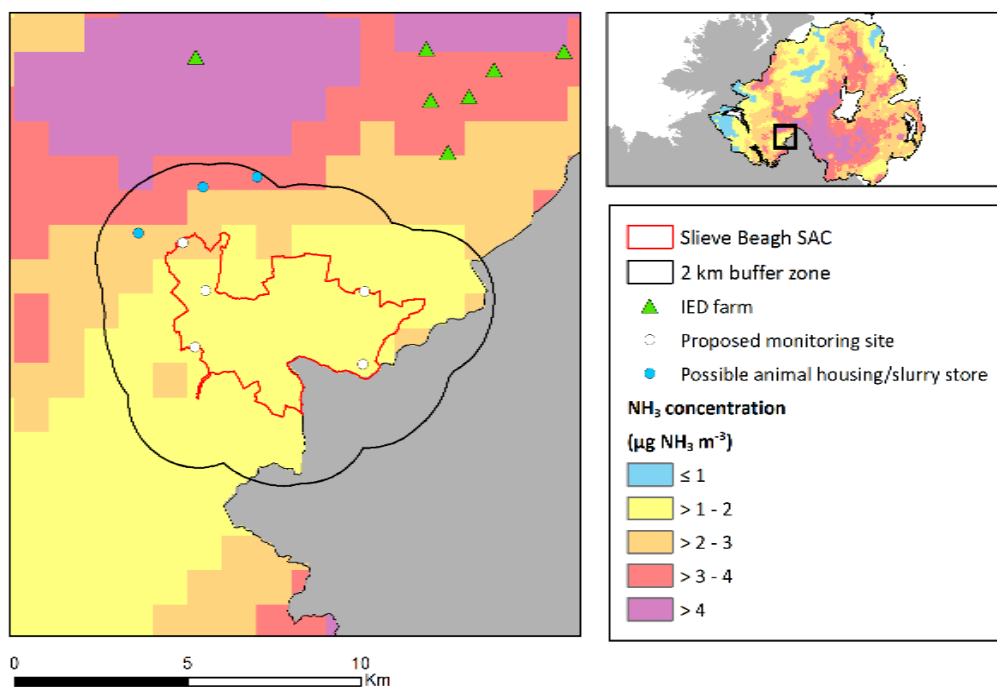 Slieve Beagh SAC
2 km buffer zone
IED farm
Proposed monitoring site
Possible animal housing/slurry store
NH₃ concentration
(µg NH₃ m⁻³)
≤ 1
> 1 - 2
> 2 - 3
> 3 - 4
> 4
0 5 10
Km